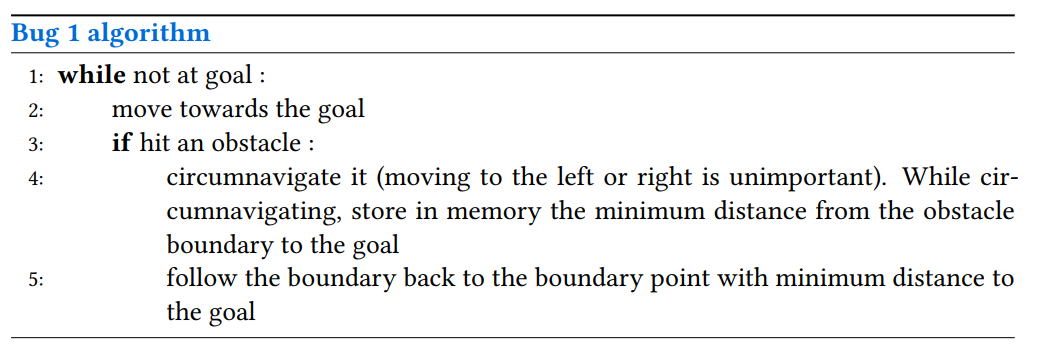 Bug 1 algorithm
1: while not at goal :
2: move towards the goal
3: if hit an obstacle :
4: circumnavigate it (moving to the left or right is unimportant). While cir-
cumnavigating, store in memory the minimum distance from the obstacle
boundary to the goal
5: follow the boundary back to the boundary point with minimum distance to
the goal